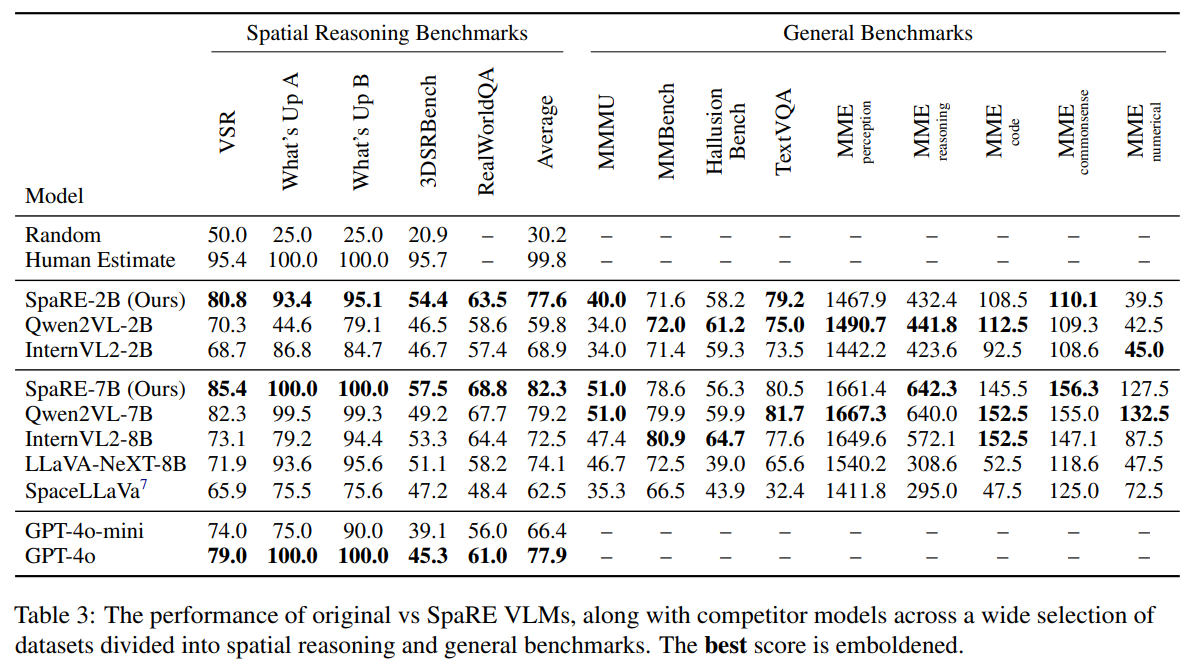 Spatial Reasoning Benchmarks General Benchmarks
Model VSR What's Up A What's Up B 3DSRBench RealWorldQA Average MMMU MMBench Hallusion Bench TextVQA MME perception MME reasoning MME code MME commonsense MME numerical
Random 50.0 25.0 25.0 20.9 – 30.2 – – – – – – – – –
Human Estimate 95.4 100.0 100.0 95.7 – 99.8 – – – – – – – – –
SpaRE-2B (Ours) 80.8 93.4 95.1 54.4 63.5 77.6 40.0 71.6 58.2 79.2 1467.9 432.4 108.5 110.1 39.5
Qwen2VL-2B 70.3 44.6 79.1 46.5 58.6 59.8 34.0 72.0 61.2 75.0 1490.7 441.8 112.5 109.3 42.5
InternVL2-2B 68.7 86.8 84.7 46.7 57.4 68.9 34.0 71.4 59.3 73.5 1442.2 423.6 92.5 108.6 45.0
SpaRE-7B (Ours) 85.4 100.0 100.0 57.5 68.8 82.3 51.0 78.6 56.3 80.5 1661.4 642.3 145.5 156.3 127.5
Qwen2VL-7B 82.3 99.5 99.3 49.2 67.7 79.2 51.0 79.9 59.9 81.7 1667.3 640.0 152.5 155.0 132.5
InternVL2-8B 73.1 79.2 94.4 53.3 64.4 72.5 47.4 80.9 64.7 77.6 1649.6 572.1 152.5 147.1 87.5
LLaVA-NeXT-8B 71.9 93.6 95.6 51.1 58.2 74.1 46.7 72.5 39.0 65.6 1540.2 308.6 52.5 118.6 47.5
SpaceLLaVa7 65.9 75.5 75.6 47.2 48.4 62.5 35.3 66.5 43.9 32.4 1411.8 295.0 47.5 125.0 72.5
GPT-4o-mini 74.0 75.0 90.0 39.1 56.0 66.4 – – – – – – – – –
GPT-4o 79.0 100.0 100.0 45.3 61.0 77.9 – – – – – – – – –
Table 3: The performance of original vs SpaRE VLMs, along with competitor models across a wide selection of
datasets divided into spatial reasoning and general benchmarks. The best score is emboldened.